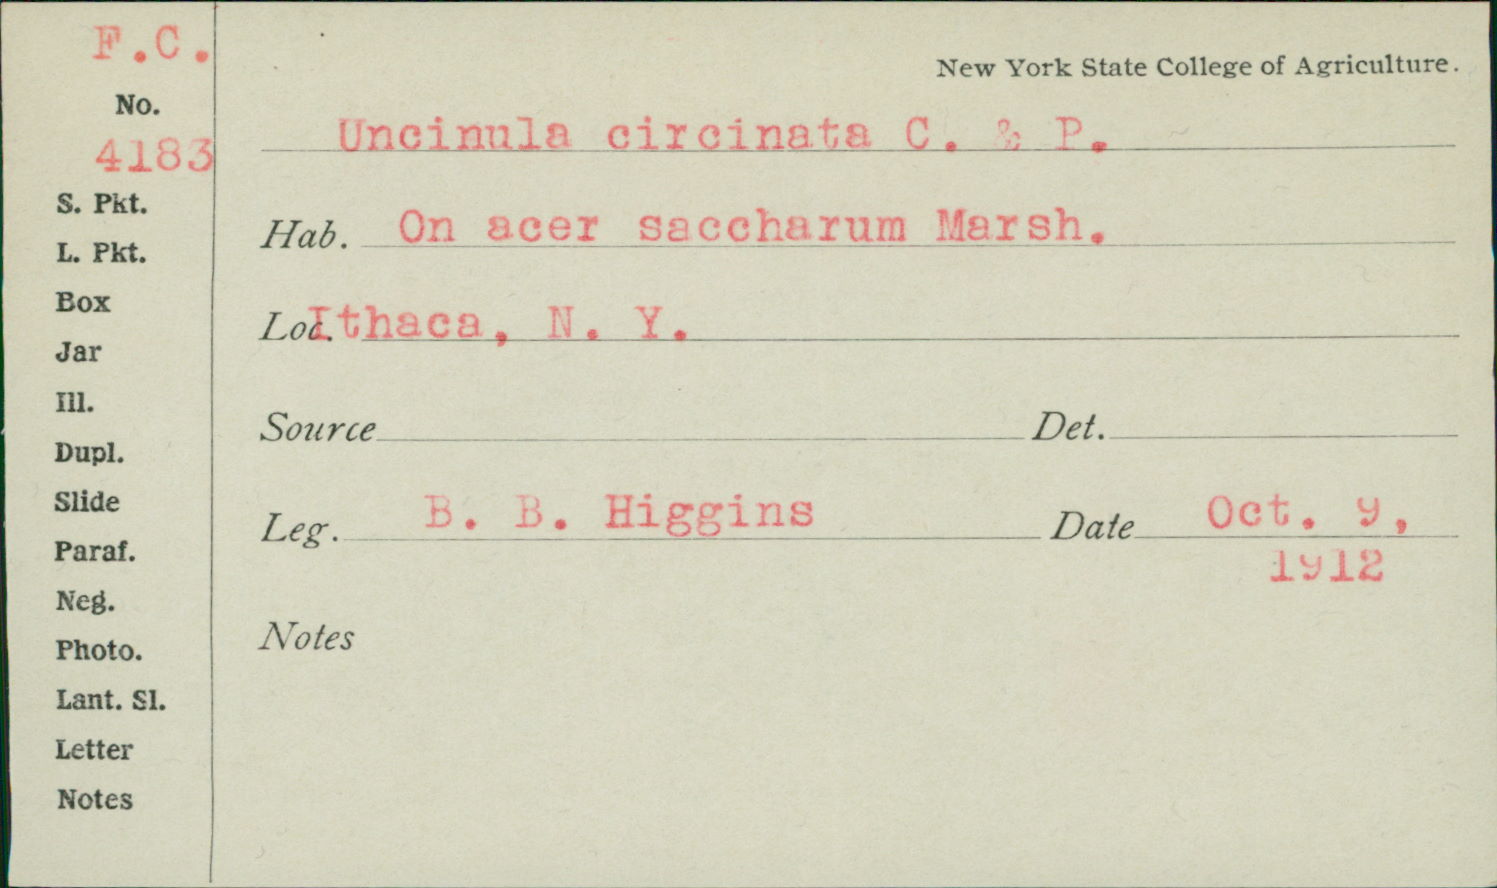 F.C.
No.
4183
S. Pkt.
L. Pkt.
Box
Jar
Ill.
Dupl.
Slide
Paraf.
Neg.
Photo.
Lant. Sl.
Letter
Notes
New York State College of Agriculture.
Uncinula circinata C. & P.
Hab. On acer saccharum Marsh.
Loc. Ithaca, N. Y.
Source Det.
Leg. B. B. Higgins Date Oct. 9,
1912
Notes